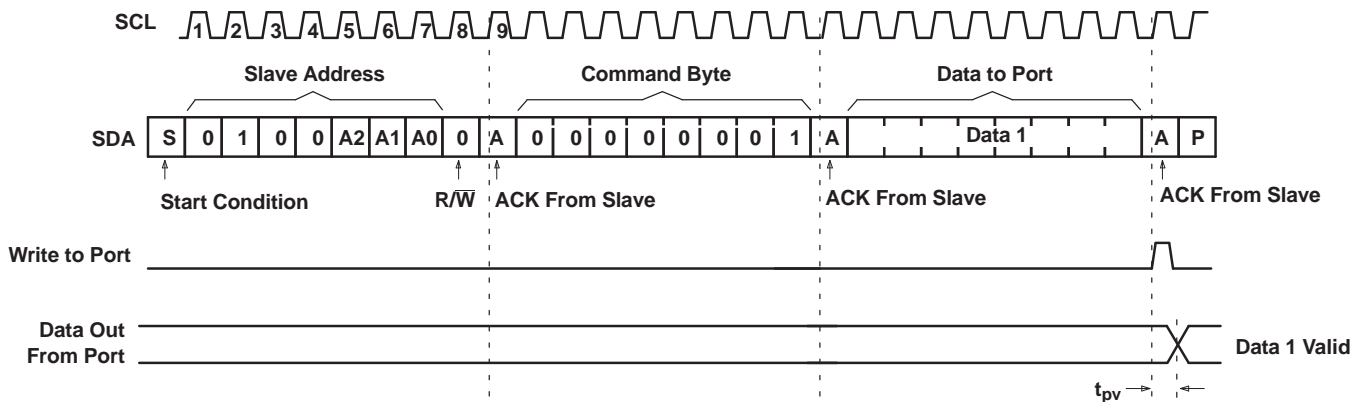 SCL 1 2 3 4 5 6 7 8 9
Slave Address Command Byte Data to Port
SDA S 0 1 0 0 A2 A1 A0 0 A 0 0 0 0 0 0 0 1 A Data 1 A P
Start Condition R/W̅ ACK From Slave ACK From Slave ACK From Slave
Write to Port
Data Out
From Port
Data 1 Valid
tpv